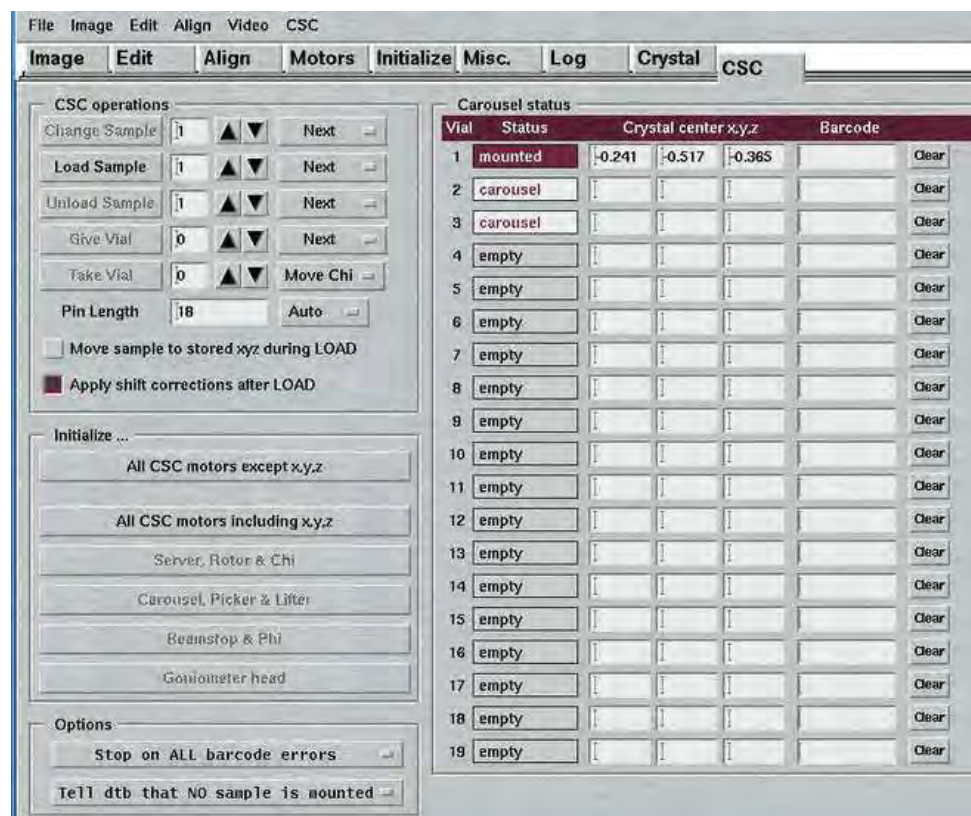 File Image Edit Align Video CSC
Image Edit Align Motors Initialize Misc. Log Crystal CSC
CSC operations
Change Sample 1 Next
Load Sample 1 Next
Unload Sample 1 Next
Give Vial 0 Next
Take Vial 0 Move Chi
Pin Length 18 Auto
Move sample to stored xyz during LOAD
Apply shift corrections after LOAD
Initialize ...
All CSC motors except x,y,z
All CSC motors including x,y,z
Server, Rotor & Chi
Carousel, Picker & Lifter
Beamstop & Phi
Goniometer head
Options
Stop on ALL barcode errors
Tell dtb that NO sample is mounted
Carousel status
Vial Status Crystal center x,y,z Barcode
1 mounted -0.241 -0.517 -0.365 Clear
2 carousel Clear
3 carousel Clear
4 empty Clear
5 empty Clear
6 empty Clear
7 empty Clear
8 empty Clear
9 empty Clear
10 empty Clear
11 empty Clear
12 empty Clear
13 empty Clear
14 empty Clear
15 empty Clear
16 empty Clear
17 empty Clear
18 empty Clear
19 empty Clear